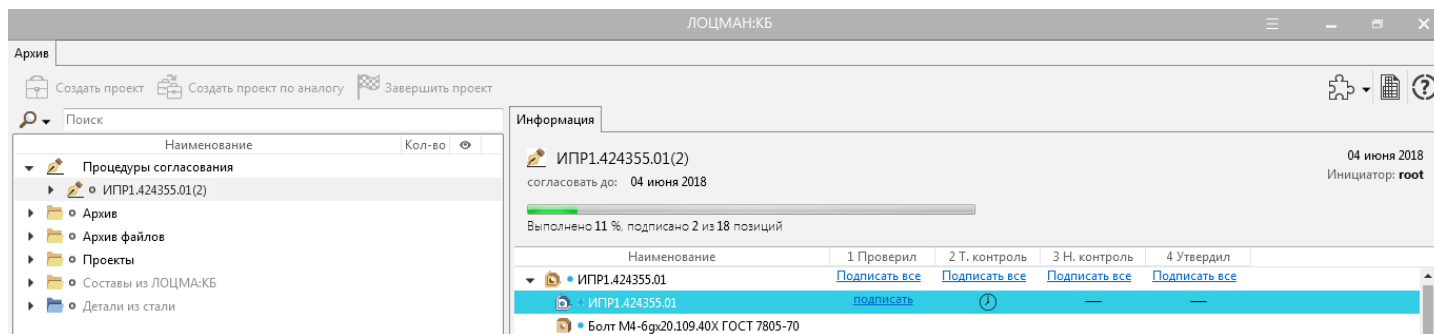 ЛОЦМАН:КБ
Архив
Создать проект Создать проект по аналогу Завершить проект
Поиск
Наименование Кол-во
Процедуры согласования
ИПР1.424355.01(2)
Архив
Архив файлов
Проекты
Составы из ЛОЦМА:КБ
Детали из стали
Информация
ИПР1.424355.01(2) 04 июня 2018
согласовать до: 04 июня 2018 Инициатор: root
Выполнено 11 %, подписано 2 из 18 позиций
Наименование 1 Проверил 2 Т. контроль 3 Н. контроль 4 Утвердил
ИПР1.424355.01 Подписать все Подписать все Подписать все Подписать все
ИПР1.424355.01 подписать — —
Болт М4-6gx20.109.40Х ГОСТ 7805-70